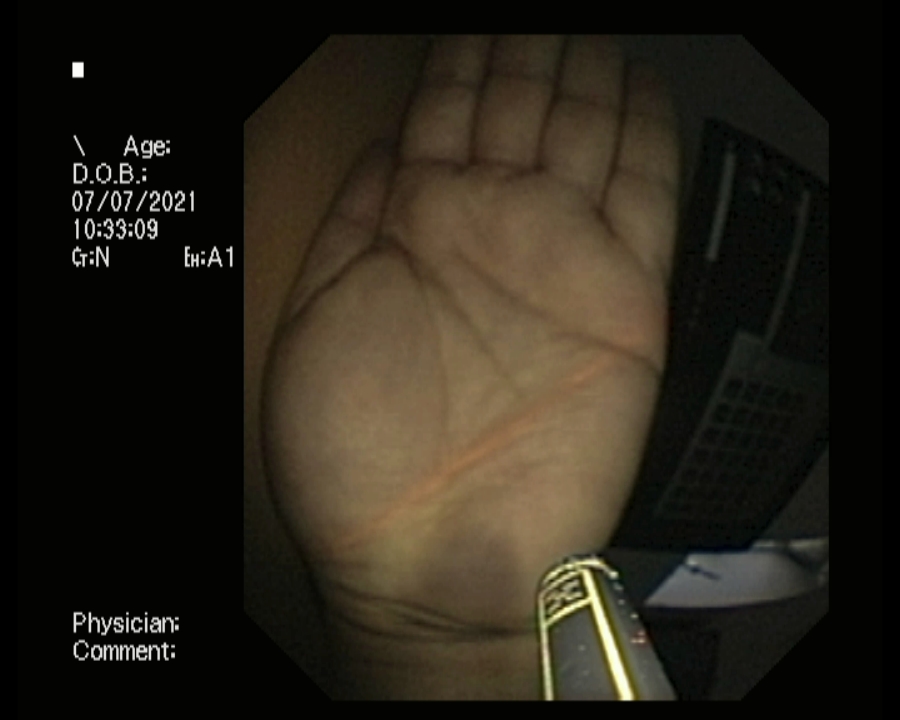 \ Age:
D.O.B.:
07/07/2021
10:33:09
Cr:N EH:A1
Physician:
Comment: